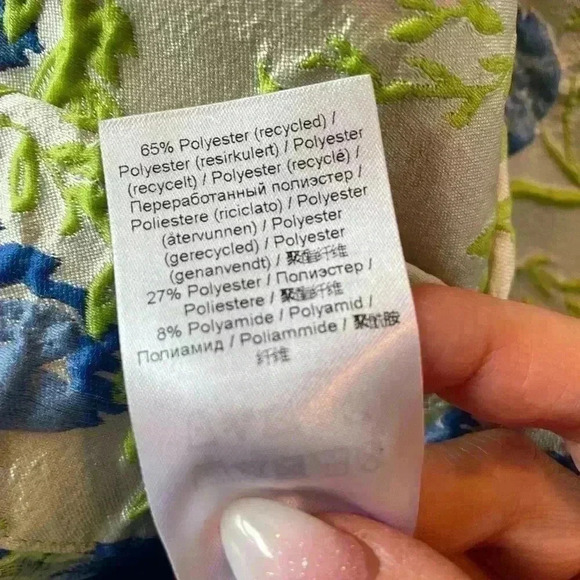 65% Polyester (recycled) /
Polyester (resirkulert) / Polyester
(recycelt) / Polyester (recyclé) /
Переработанный полиэстер /
Poliestere (riciclato) / Polyester
(återvunnen) / Polyester
(gerecycled) / Polyester
(genanvendt) / 聚酯纤维
27% Polyester / Полиэстер /
Poliestere / 聚酯纤维
8% Polyamide / Polyamid /
Полиамид / Poliammide / 聚酰胺
纤维